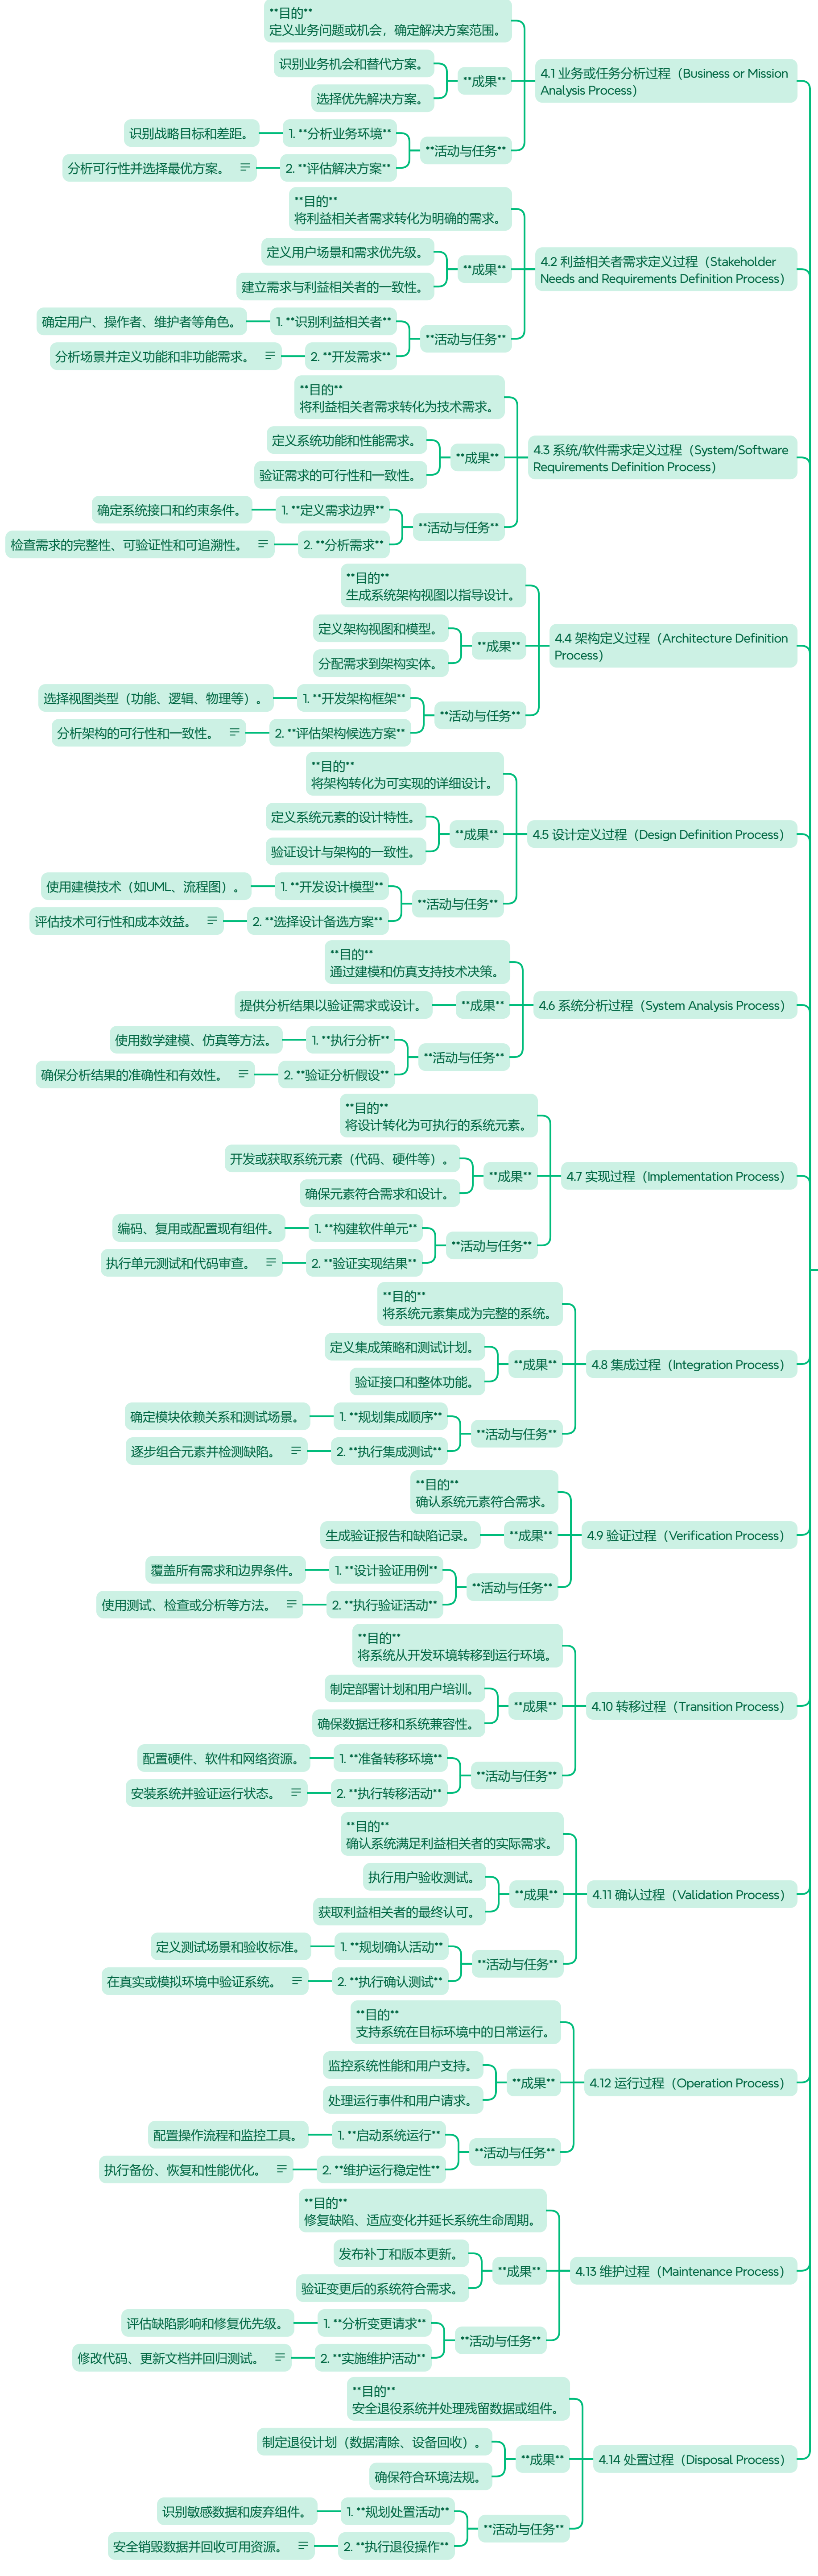 **目的**
定义业务问题或机会，确定解决方案范围。
识别业务机会和替代方案。
**成果**
选择优先解决方案。
4.1 业务或任务分析过程（Business or Mission
Analysis Process）
识别战略目标和差距。
1. **分析业务环境**
**活动与任务**
分析可行性并选择最优方案。
2. **评估解决方案**
**目的**
将利益相关者需求转化为明确的需求。
定义用户场景和需求优先级。
**成果**
建立需求与利益相关者的一致性。
4.2 利益相关者需求定义过程（Stakeholder
Needs and Requirements Definition Process）
确定用户、操作者、维护者等角色。
1. **识别利益相关者**
**活动与任务**
分析场景并定义功能和非功能需求。
2. **开发需求**
**目的**
将利益相关者需求转化为技术需求。
定义系统功能和性能需求。
**成果**
验证需求的可行性和一致性。
4.3 系统/软件需求定义过程（System/Software
Requirements Definition Process）
确定系统接口和约束条件。
1. **定义需求边界**
**活动与任务**
检查需求的完整性、可验证性和可追溯性。
2. **分析需求**
**目的**
生成系统架构视图以指导设计。
定义架构视图和模型。
**成果**
分配需求到架构实体。
4.4 架构定义过程（Architecture Definition
Process）
选择视图类型（功能、逻辑、物理等）。
1. **开发架构框架**
**活动与任务**
分析架构的可行性和一致性。
2. **评估架构候选方案**
**目的**
将架构转化为可实现的详细设计。
定义系统元素的设计特性。
**成果**
验证设计与架构的一致性。
4.5 设计定义过程（Design Definition Process）
使用建模技术（如UML、流程图）。
1. **开发设计模型**
**活动与任务**
评估技术可行性和成本效益。
2. **选择设计备选方案**
**目的**
通过建模和仿真支持技术决策。
提供分析结果以验证需求或设计。
**成果**
4.6 系统分析过程（System Analysis Process）
使用数学建模、仿真等方法。
1. **执行分析**
**活动与任务**
确保分析结果的准确性和有效性。
2. **验证分析假设**
**目的**
将设计转化为可执行的系统元素。
开发或获取系统元素（代码、硬件等）。
**成果**
确保元素符合需求和设计。
4.7 实现过程（Implementation Process）
编码、复用或配置现有组件。
1. **构建软件单元**
**活动与任务**
执行单元测试和代码审查。
2. **验证实现结果**
**目的**
将系统元素集成为完整的系统。
定义集成策略和测试计划。
**成果**
验证接口和整体功能。
4.8 集成过程（Integration Process）
确定模块依赖关系和测试场景。
1. **规划集成顺序**
**活动与任务**
逐步组合元素并检测缺陷。
2. **执行集成测试**
**目的**
确认系统元素符合需求。
生成验证报告和缺陷记录。
**成果**
4.9 验证过程（Verification Process）
覆盖所有需求和边界条件。
1. **设计验证用例**
**活动与任务**
使用测试、检查或分析等方法。
2. **执行验证活动**
**目的**
将系统从开发环境转移到运行环境。
制定部署计划和用户培训。
**成果**
确保数据迁移和系统兼容性。
4.10 转移过程（Transition Process）
配置硬件、软件和网络资源。
1. **准备转移环境**
**活动与任务**
安装系统并验证运行状态。
2. **执行转移活动**
**目的**
确认系统满足利益相关者的实际需求。
执行用户验收测试。
**成果**
获取利益相关者的最终认可。
4.11 确认过程（Validation Process）
定义测试场景和验收标准。
1. **规划确认活动**
**活动与任务**
在真实或模拟环境中验证系统。
2. **执行确认测试**
**目的**
支持系统在目标环境中的日常运行。
监控系统性能和用户支持。
**成果**
处理运行事件和用户请求。
4.12 运行过程（Operation Process）
配置操作流程和监控工具。
1. **启动系统运行**
**活动与任务**
执行备份、恢复和性能优化。
2. **维护运行稳定性**
**目的**
修复缺陷、适应变化并延长系统生命周期。
发布补丁和版本更新。
**成果**
验证变更后的系统符合需求。
4.13 维护过程（Maintenance Process）
评估缺陷影响和修复优先级。
1. **分析变更请求**
**活动与任务**
修改代码、更新文档并回归测试。
2. **实施维护活动**
**目的**
安全退役系统并处理残留数据或组件。
制定退役计划（数据清除、设备回收）。
**成果**
确保符合环境法规。
4.14 处置过程（Disposal Process）
识别敏感数据和废弃组件。
1. **规划处置活动**
**活动与任务**
安全销毁数据并回收可用资源。
2. **执行退役操作**